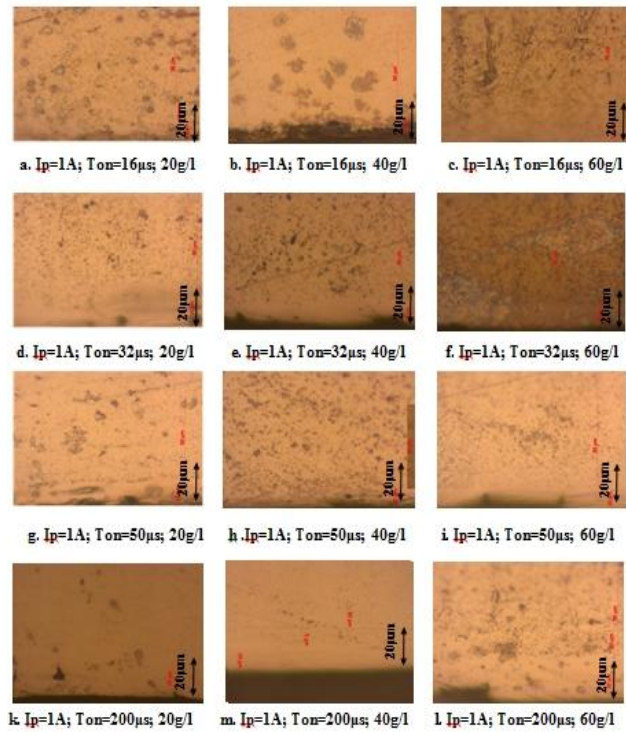 20µm
20µm
20µm
a. Ip=1A; Ton=16µs; 20g/l
b. Ip=1A; Ton=16µs; 40g/l
c. Ip=1A; Ton=16µs; 60g/l
20µm
20µm
20µm
d. Ip=1A; Ton=32µs; 20g/l
e. Ip=1A; Ton=32µs; 40g/l
f. Ip=1A; Ton=32µs; 60g/l
20µm
20µm
20µm
g. Ip=1A; Ton=50µs; 20g/l
h. Ip=1A; Ton=50µs; 40g/l
i. Ip=1A; Ton=50µs; 60g/l
20µm
20µm
20µm
k. Ip=1A; Ton=200µs; 20g/l
m. Ip=1A; Ton=200µs; 40g/l
l. Ip=1A; Ton=200µs; 60g/l